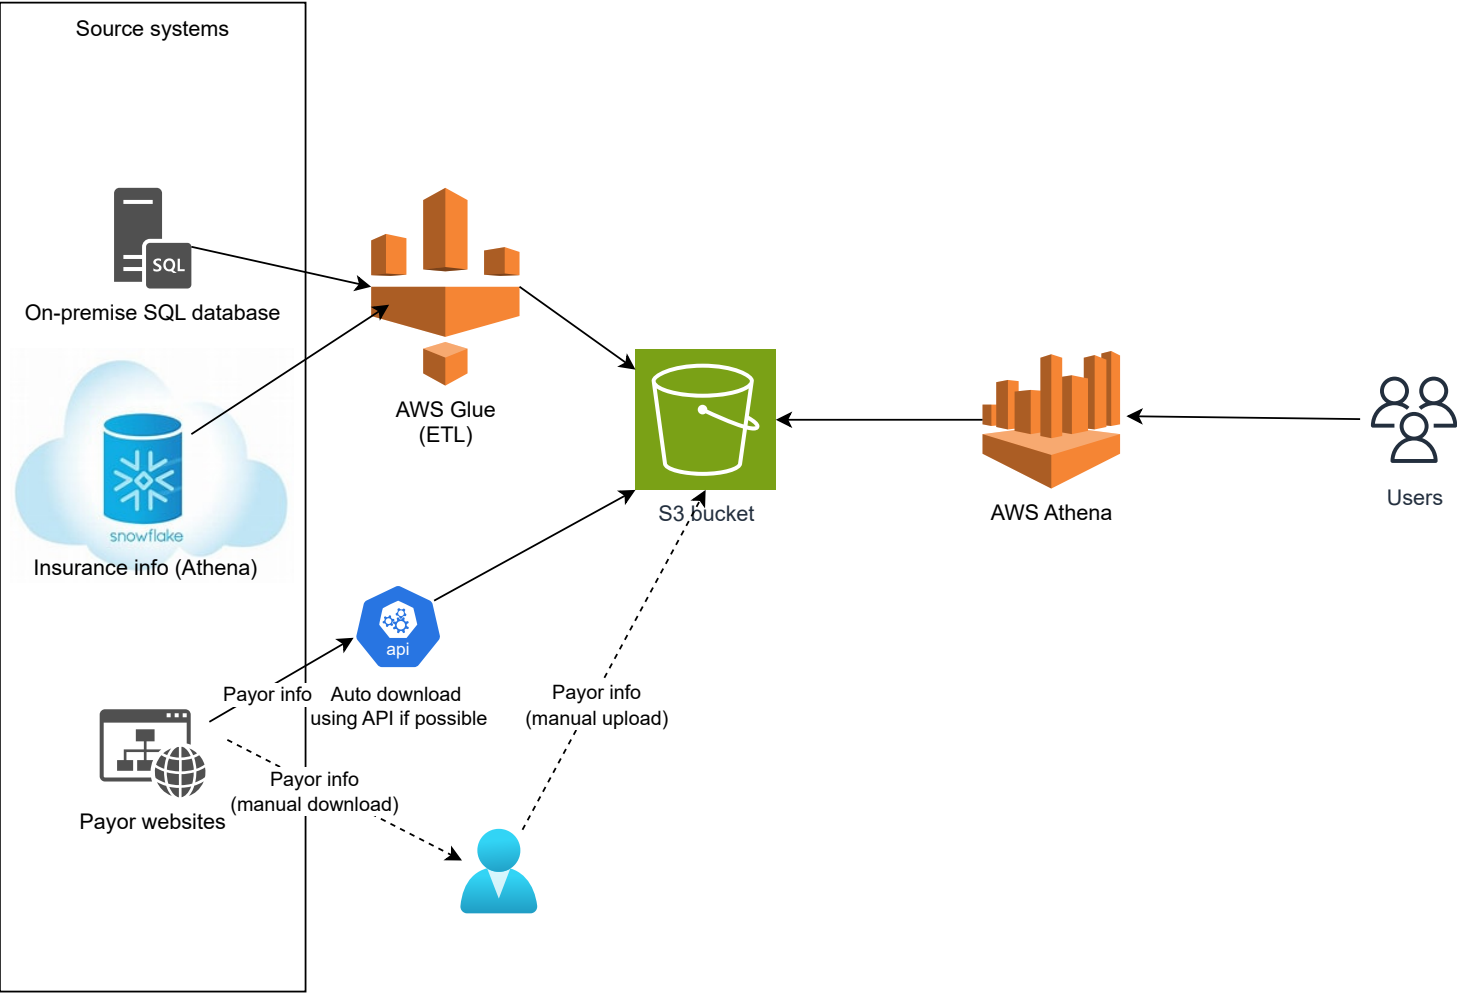 Source systems
SQL
On-premise SQL database
snowflake
Insurance info (Athena)
AWS Glue
(ETL)
S3 bucket
AWS Athena
Users
api
Payor info
Auto download
using API if possible
Payor info
(manual upload)
Payor info
(manual download)
Payor websites